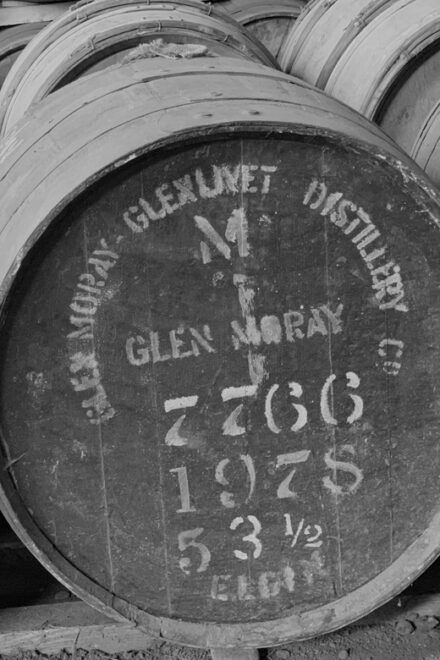 GLEN MORAY-GLENLIVET DISTILLERY CO
M
GLEN MORAY
7766
1978
53 ½
ELGIN